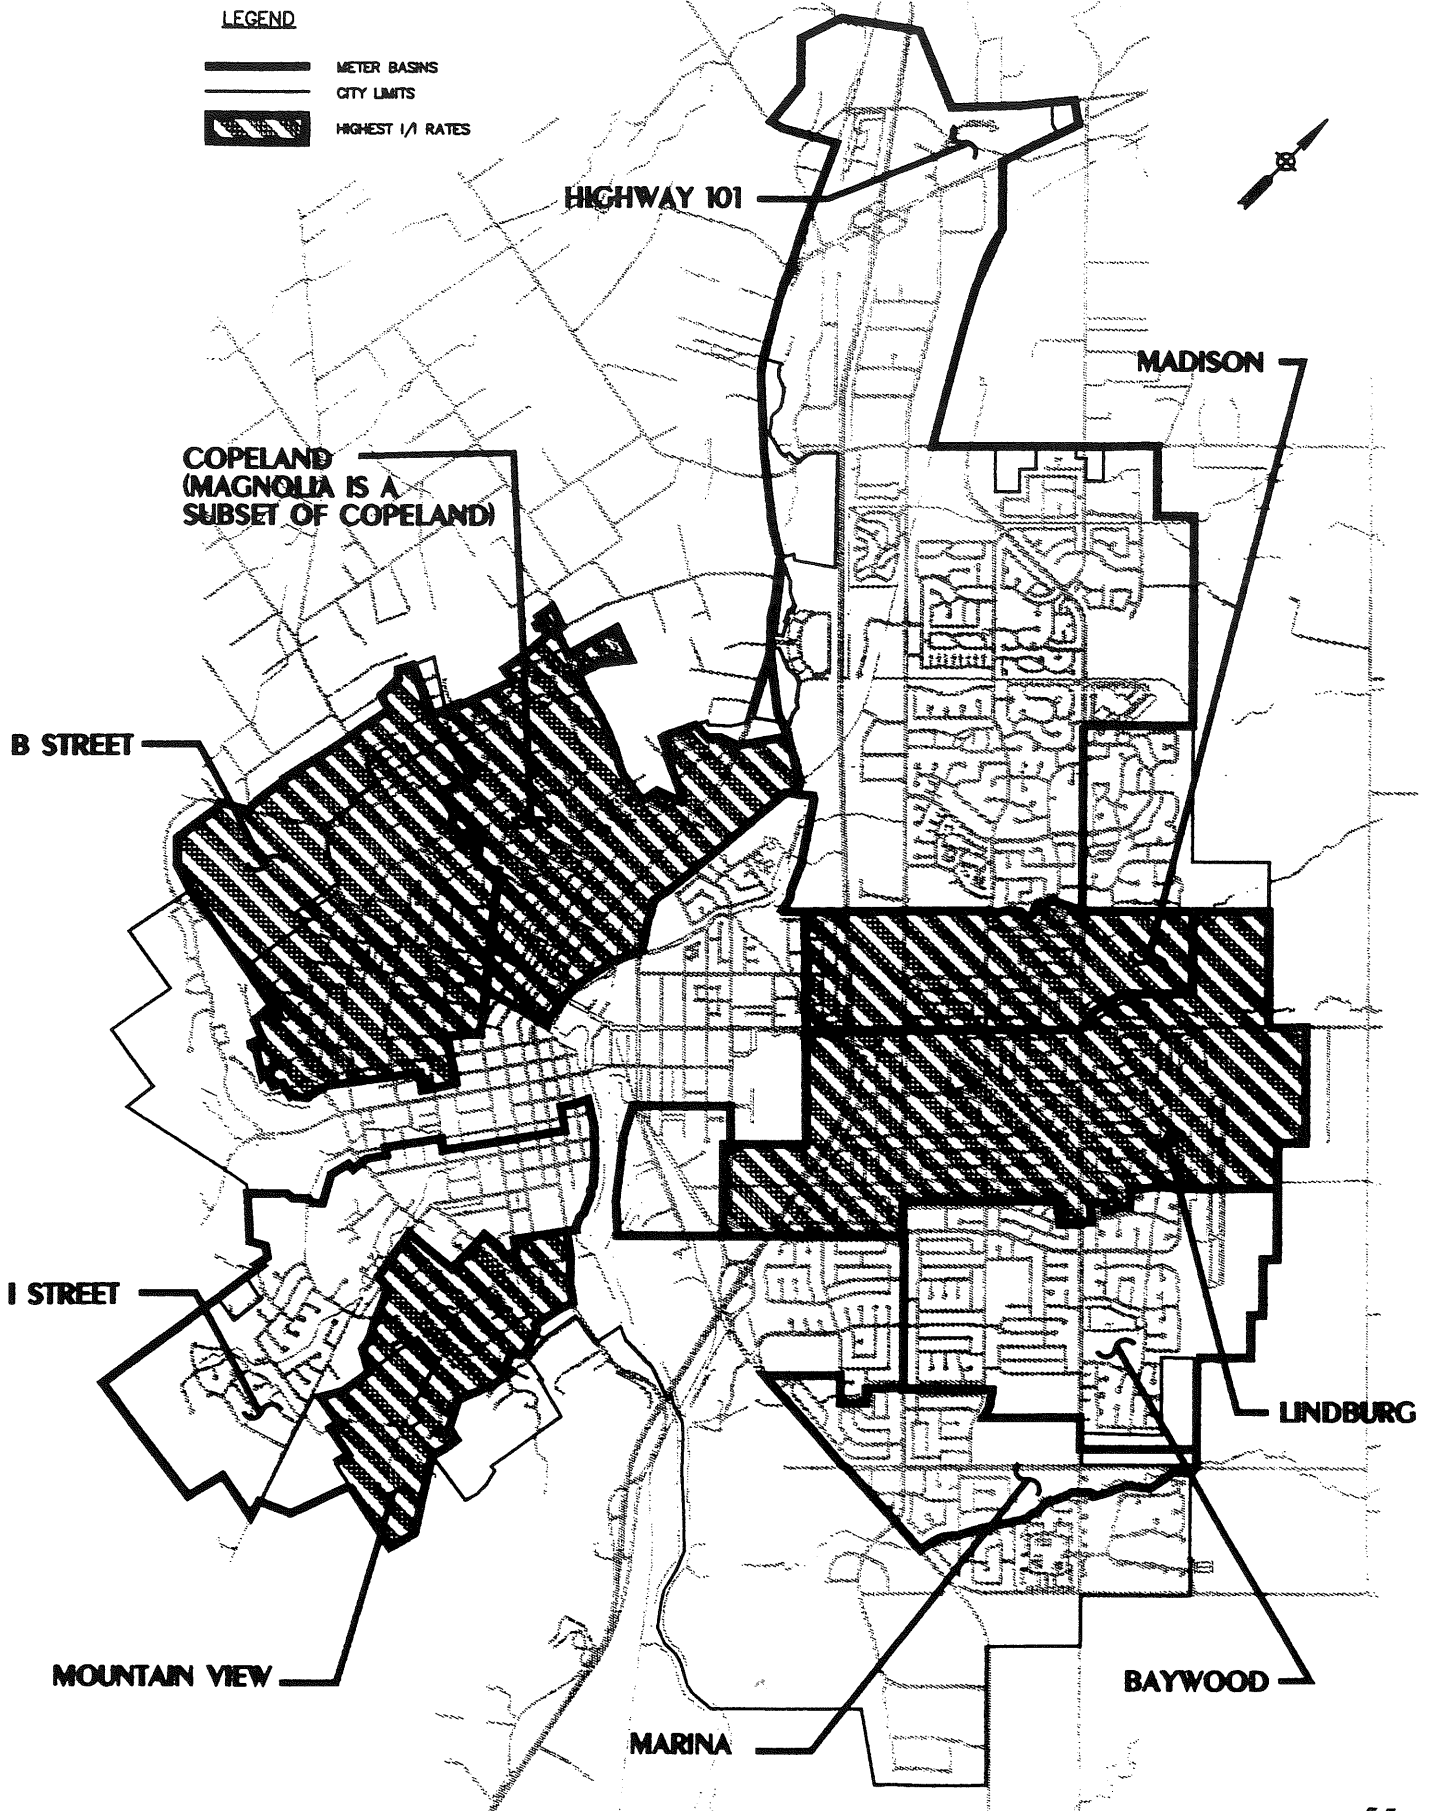 LEGEND
METER BASINS
CITY LIMITS
HIGHEST I/I RATES
HIGHWAY 101
MADISON
COPELAND
(MAGNOLIA IS A
SUBSET OF COPELAND)
B STREET
I STREET
LINDBURG
MOUNTAIN VIEW
BAYWOOD
MARINA